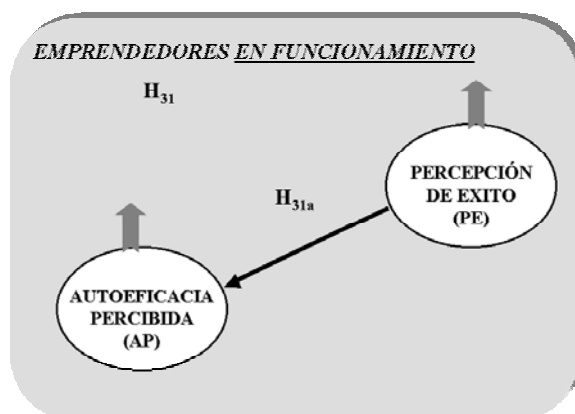 EMPRENDEDORES EN FUNCIONAMIENTO
H31
PERCEPCIÓN
DE EXITO
(PE)
H31a
AUTOEFICACIA
PERCIBIDA
(AP)